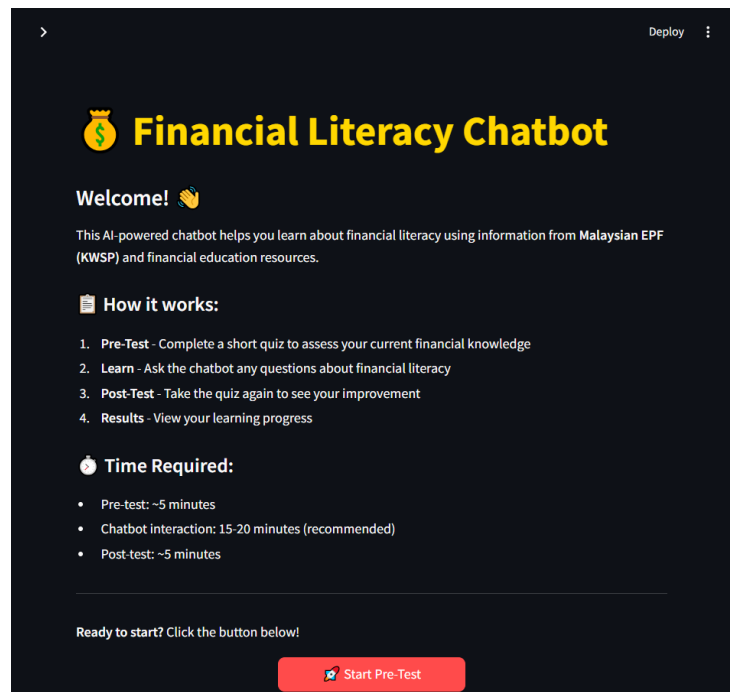 Deploy
💰 Financial Literacy Chatbot
Welcome! 👋
This AI-powered chatbot helps you learn about financial literacy using information from Malaysian EPF
(KWSP) and financial education resources.
📋 How it works:
1. Pre-Test - Complete a short quiz to assess your current financial knowledge
2. Learn - Ask the chatbot any questions about financial literacy
3. Post-Test - Take the quiz again to see your improvement
4. Results - View your learning progress
⏱️ Time Required:
• Pre-test: ~5 minutes
• Chatbot interaction: 15-20 minutes (recommended)
• Post-test: ~5 minutes
Ready to start? Click the button below!
🚀 Start Pre-Test